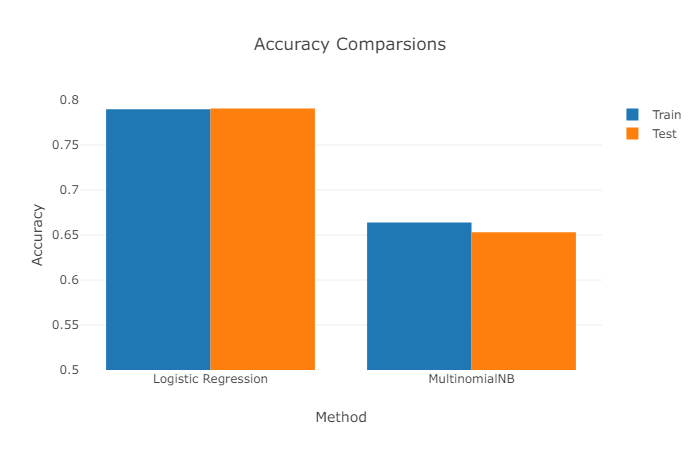 Accuracy Comparsions
0.8
0.75
0.7
0.65
0.6
0.55
0.5
Accuracy
Logistic Regression
MultinomialNB
Method
Train
Test